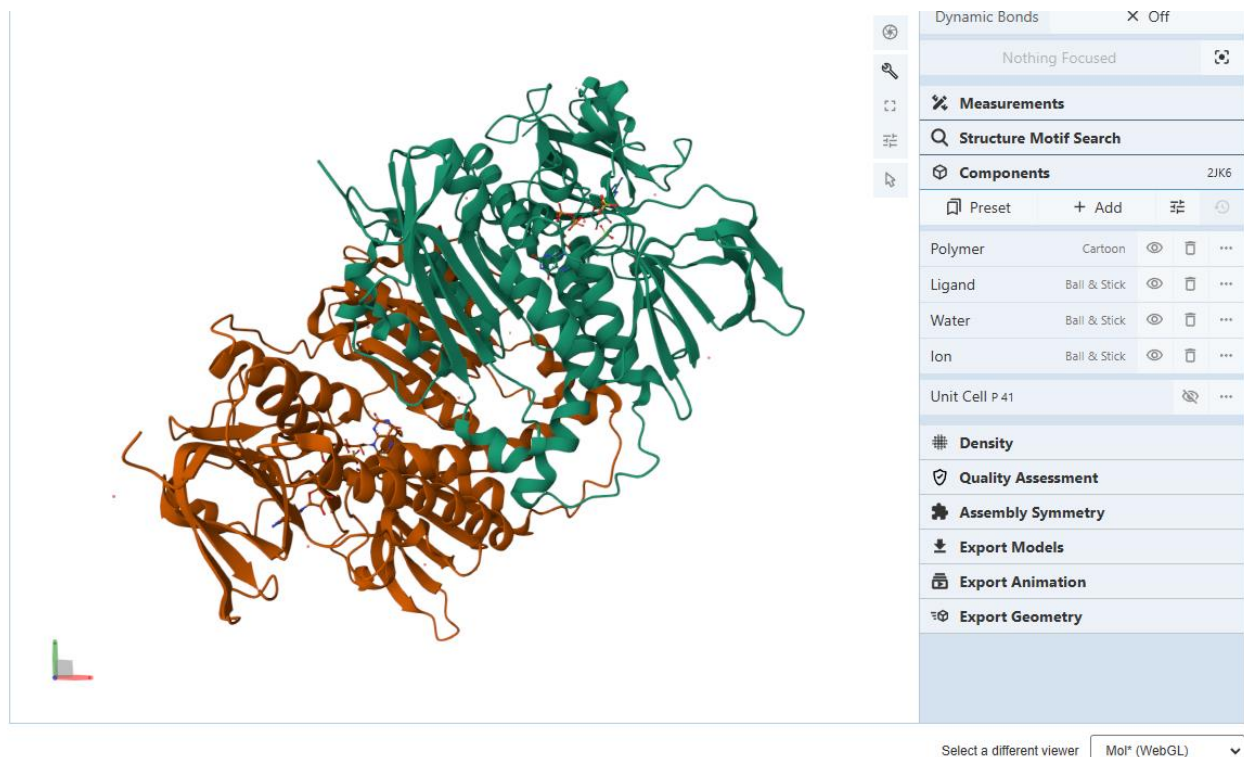 Dynamic Bonds × Off
Nothing Focused
Measurements
Structure Motif Search
Components 2JK6
Preset + Add
Polymer Cartoon
Ligand Ball & Stick
Water Ball & Stick
Ion Ball & Stick
Unit Cell P 41
Density
Quality Assessment
Assembly Symmetry
Export Models
Export Animation
Export Geometry
Select a different viewer Mol* (WebGL)